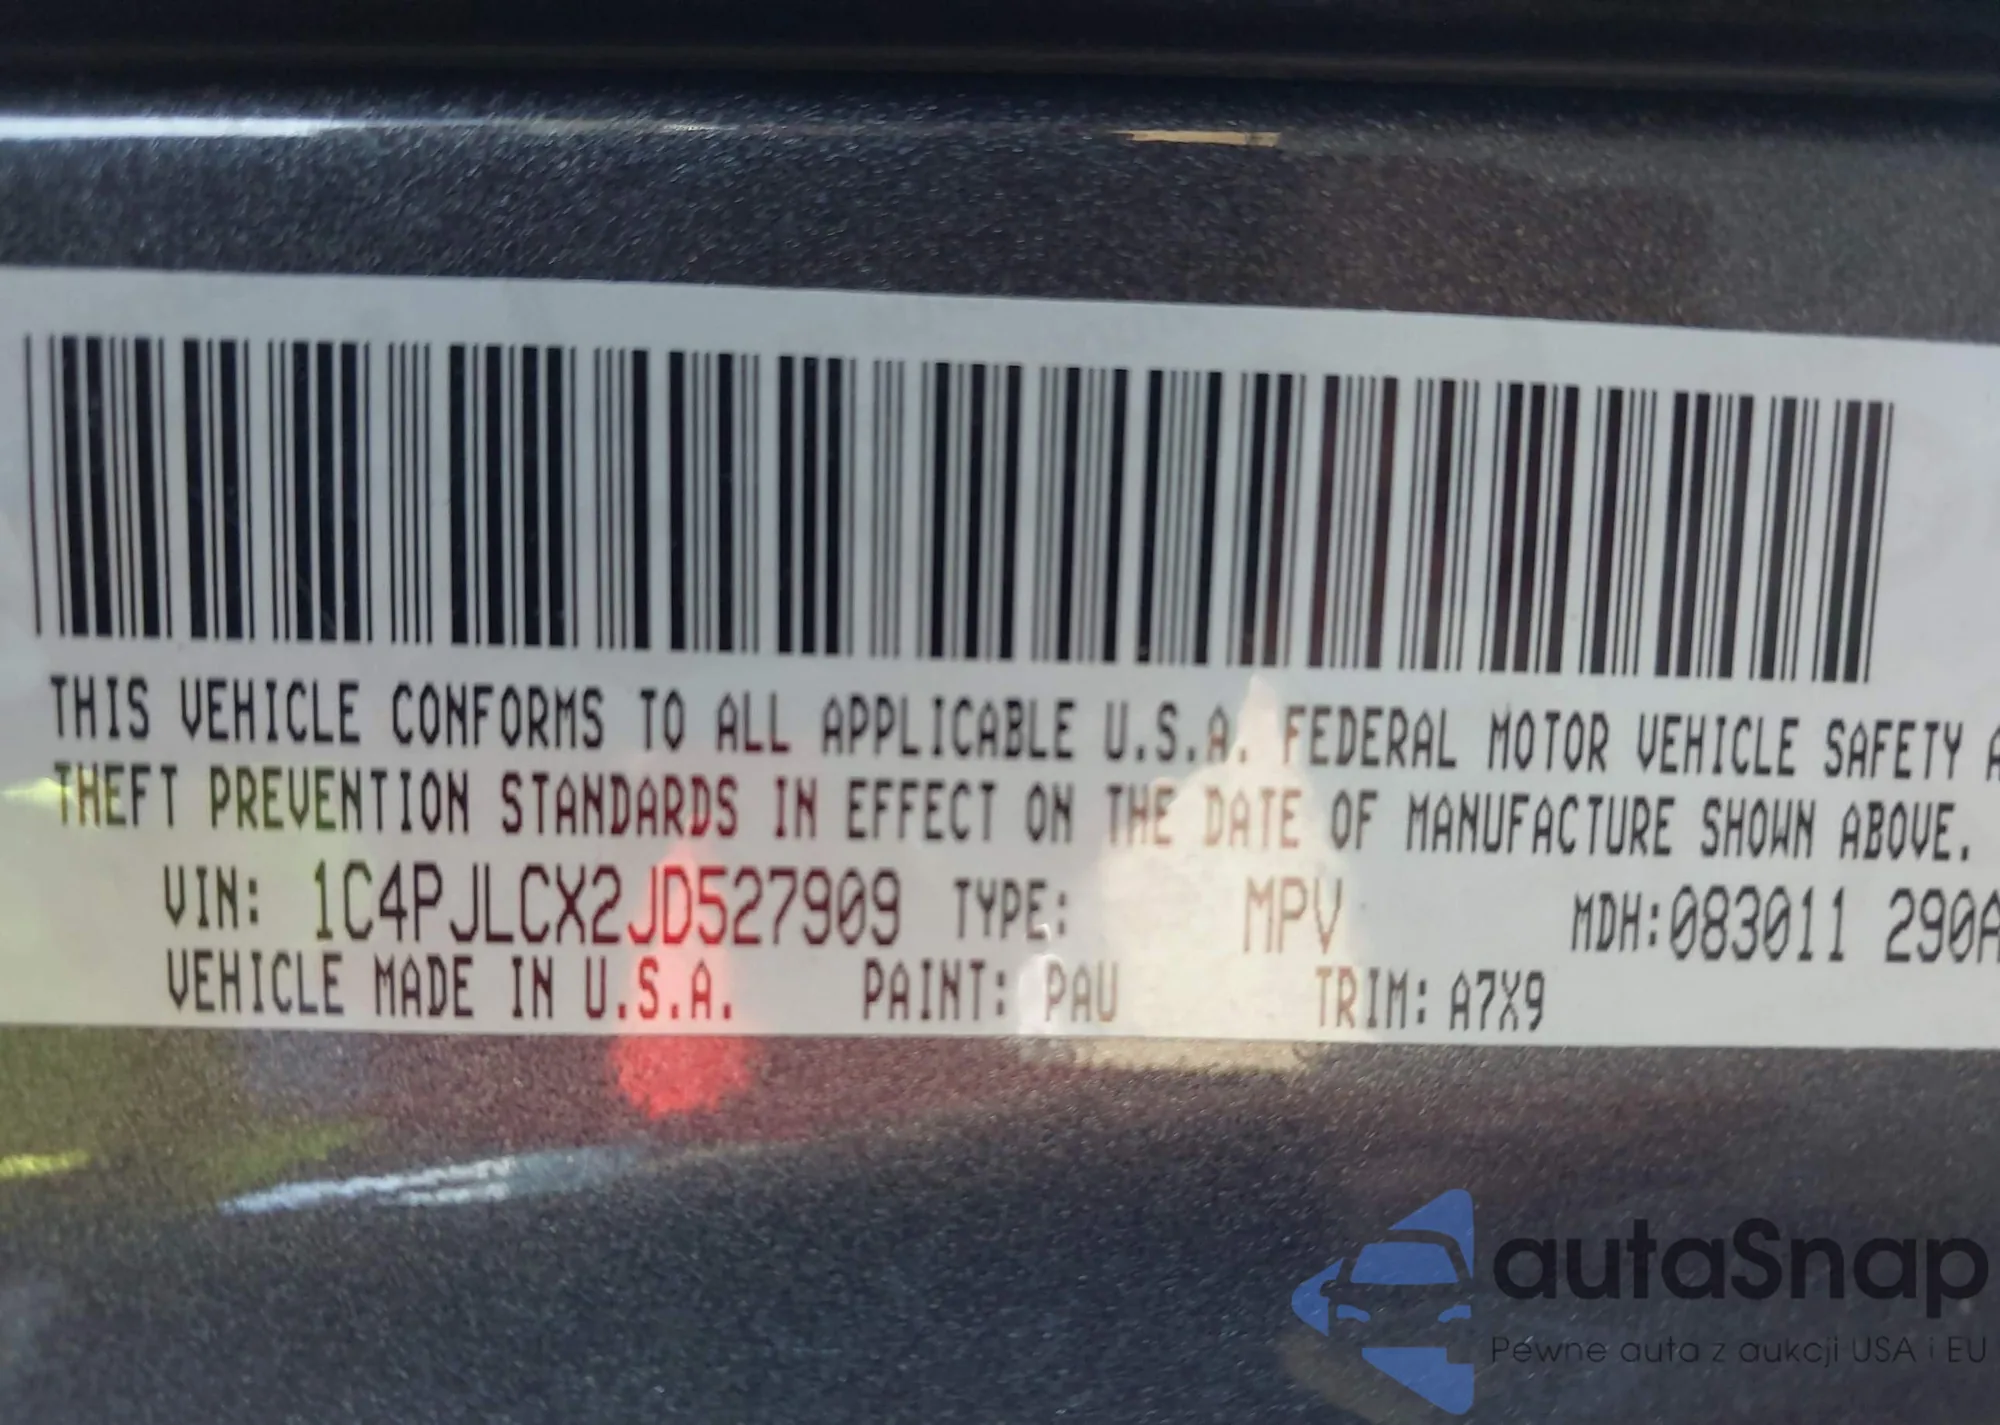 THIS VEHICLE CONFORMS TO ALL APPLICABLE U.S.A. FEDERAL MOTOR VEHICLE SAFETY A
THEFT PREVENTION STANDARDS IN EFFECT ON THE DATE OF MANUFACTURE SHOWN ABOVE.
VIN: 1C4PJLCX2JD527909 TYPE: MPV MDH:083011 290A
VEHICLE MADE IN U.S.A. PAINT: PAU TRIM: A7X9
autaSnap
Pewne auta z aukcji USA i EU